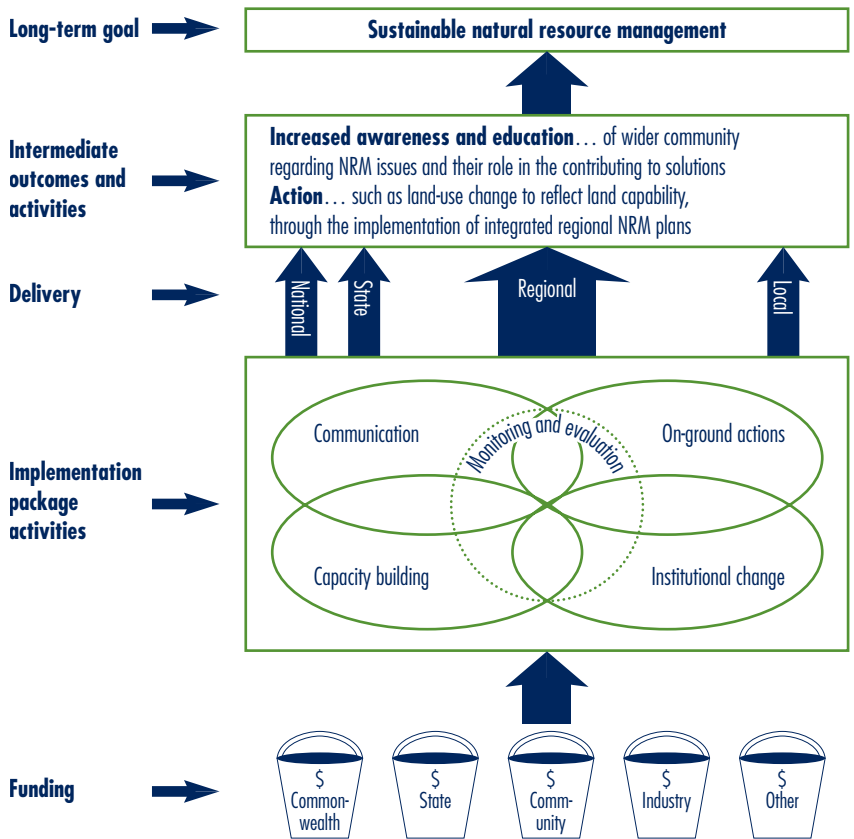 Long-term goal
Sustainable natural resource management
Intermediate
outcomes and
activities
Increased awareness and education... of wider community
regarding NRM issues and their role in the contributing to solutions
Action... such as land-use change to reflect land capability,
through the implementation of integrated regional NRM plans
Delivery
National
State
Regional
Local
Implementation
package
activities
Communication
Monitoring and evaluation
On-ground actions
Capacity building
Institutional change
Funding
$
Common-
wealth
$
State
$
Comm-
unity
$
Industry
$
Other